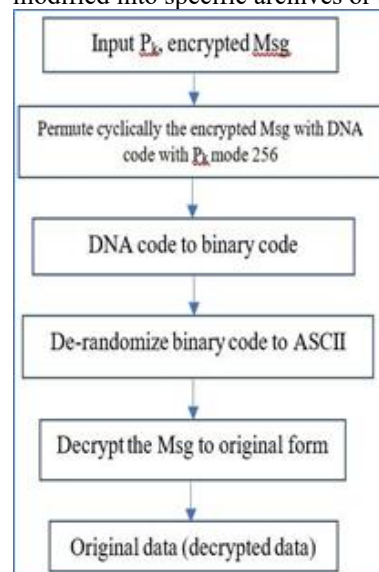 modified into specific archives or
Input Pk, encrypted Msg
Permute cyclically the encrypted Msg with DNA
code with Pk mode 256
DNA code to binary code
De-randomize binary code to ASCII
Decrypt the Msg to original form
Original data (decrypted data)